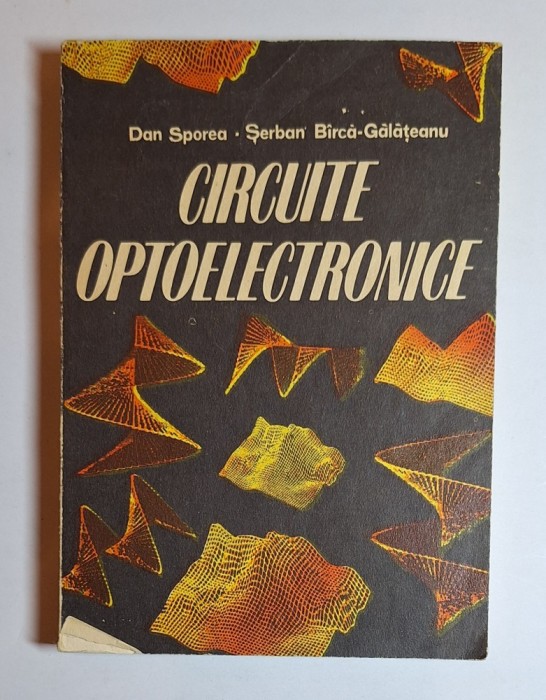 Dan Sporea · Șerban Bîrcă-Gălățeanu
CIRCUITE
OPTOELECTRONICE